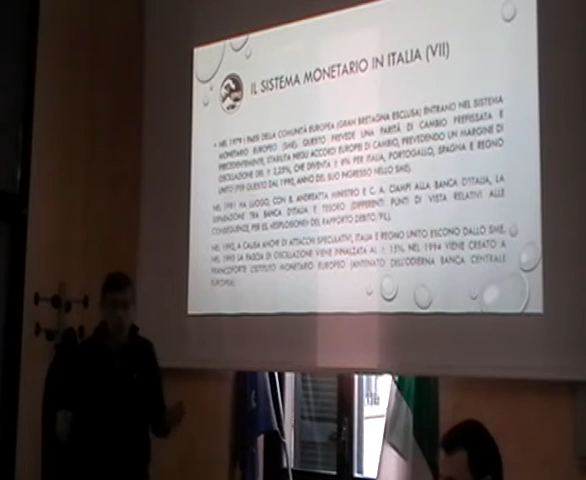 IL SISTEMA MONETARIO IN ITALIA (VII)
• NEL 1979 I PAESI DELLA COMUNITÀ EUROPEA (GRAN BRETAGNA ESCLUSA) ENTRANO NEL SISTEMA
MONETARIO EUROPEO (SME). QUESTO PREVEDE UNA PARITÀ DI CAMBIO PREFISSATA E
PRECEDENTEMENTE, STABILITA NEGLI ACCORDI EUROPEI DI CAMBIO, PREVEDENDO UN MARGINE DI
OSCILLAZIONE DEL ± 2,25%, CHE DIVENTA ± 6% PER ITALIA, PORTOGALLO, SPAGNA E REGNO
UNITO (PER QUESTO DAL 1990, ANNO DEL SUO INGRESSO NELLO SME).
NEL 1981 HA LUOGO, CON B. ANDREATTA MINISTRO E C. A. CIAMPI ALLA BANCA D'ITALIA, LA
SEPARAZIONE TRA BANCA D'ITALIA E TESORO (DIFFERENTI PUNTI DI VISTA RELATIVI ALLE
CONSEGUENZE, PER ES. «ESPLOSIONE» DEL RAPPORTO DEBITO/PIL).
NEL 1992, A CAUSA ANCHE DI ATTACCHI SPECULATIVI, ITALIA E REGNO UNITO ESCONO DALLO SME.
NEL 1993 LA FASCIA DI OSCILLAZIONE VIENE INNALZATA AL ± 15% NEL 1994 VIENE CREATO A
FRANCOFORTE L'ISTITUTO MONETARIO EUROPEO (ANTENATO DELL'ODIERNA BANCA CENTRALE
EUROPEA).